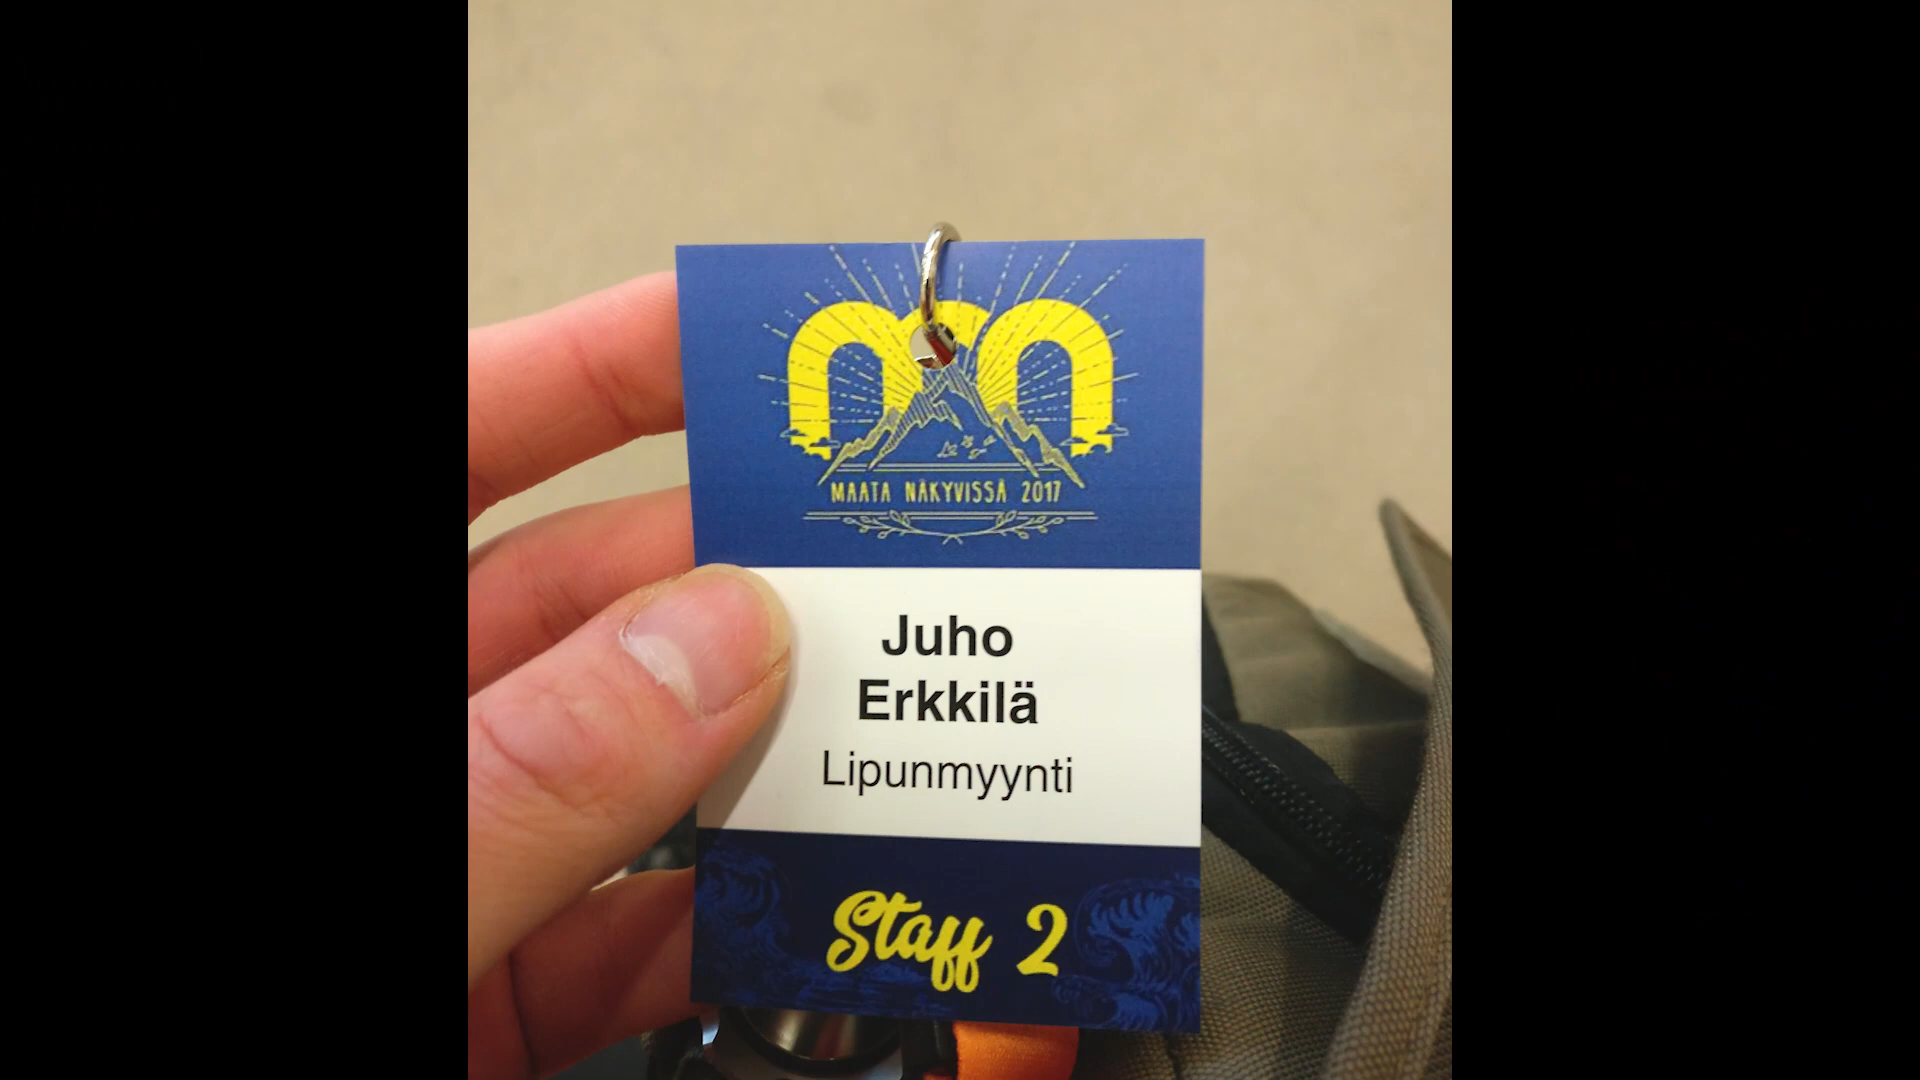 MAATA NÄKYVISSÄ 2017
Juho
Erkkilä
Lipunmyynti
Staff 2